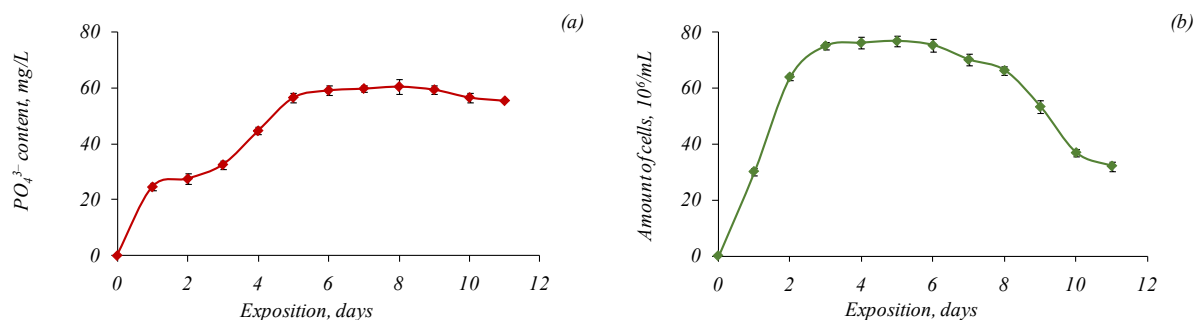 (a)
PO₄³⁻ content, mg/L
80
60
40
20
0
0 2 4 6 8 10 12
Exposition, days
(b)
Amount of cells, 10⁶/mL
80
60
40
20
0
0 2 4 6 8 10 12
Exposition, days